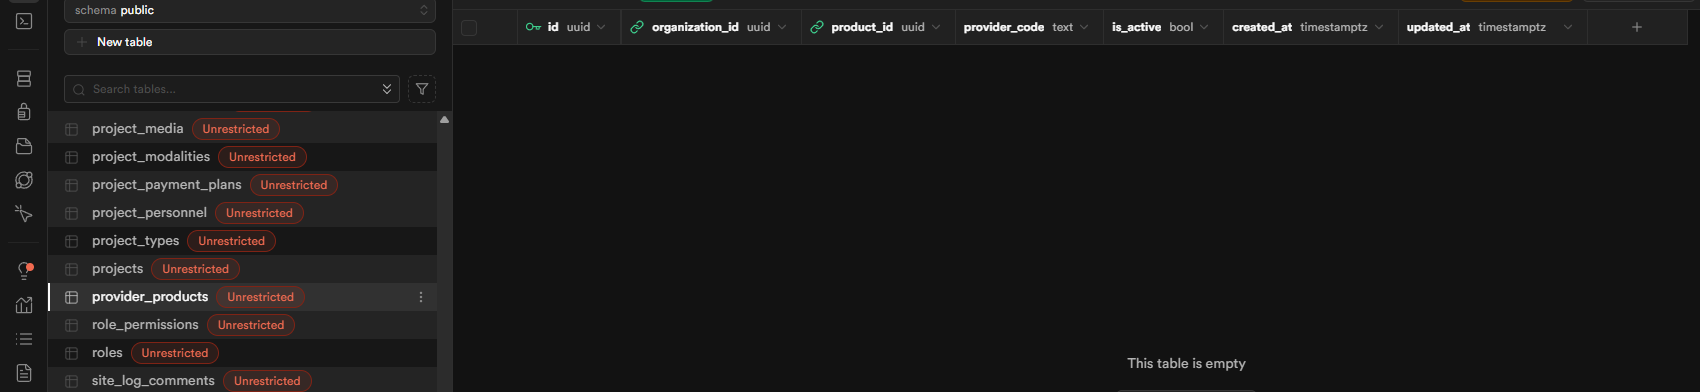 schema public
New table
Search tables...
project_media Unrestricted
project_modalities Unrestricted
project_payment_plans Unrestricted
project_personnel Unrestricted
project_types Unrestricted
projects Unrestricted
provider_products Unrestricted
role_permissions Unrestricted
roles Unrestricted
site_log_comments Unrestricted
id uuid organization_id uuid product_id uuid provider_code text is_active bool created_at timestamptz updated_at timestamptz
This table is empty